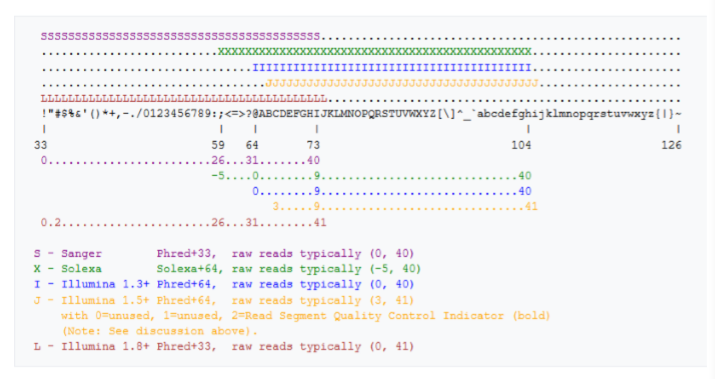 SSSSSSSSSSSSSSSSSSSSSSSSSSSSSSSSSSSSSSSSS.....................................................
..........................XXXXXXXXXXXXXXXXXXXXXXXXXXXXXXXXXXXXXXXXXXXXXX......................
...............................IIIIIIIIIIIIIIIIIIIIIIIIIIIIIIIIIIIIIIIII......................
.................................JJJJJJJJJJJJJJJJJJJJJJJJJJJJJJJJJJJJJJJJ.....................
LLLLLLLLLLLLLLLLLLLLLLLLLLLLLLLLLLLLLLLLLL....................................................
!"#$%&'()*+,-./0123456789:;<=>?@ABCDEFGHIJKLMNOPQRSTUVWXYZ[\]^_`abcdefghijklmnopqrstuvwxyz{|}~
|                         |    |        |                              |                     |
33                        59   64       73                             104                   126
0........................26...31.......40
-5....0........9.............................40
0........9.............................40
3.....9..............................41
0.2......................26...31........41
S - Sanger        Phred+33,  raw reads typically (0, 40)
X - Solexa        Solexa+64, raw reads typically (-5, 40)
I - Illumina 1.3+ Phred+64,  raw reads typically (0, 40)
J - Illumina 1.5+ Phred+64,  raw reads typically (3, 41)
with 0=unused, 1=unused, 2=Read Segment Quality Control Indicator (bold)
(Note: See discussion above).
L - Illumina 1.8+ Phred+33,  raw reads typically (0, 41)